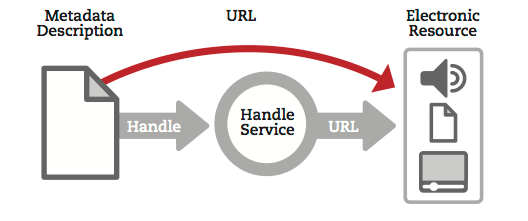 Metadata
Description
URL
Electronic
Resource
Handle
Handle
Service
URL